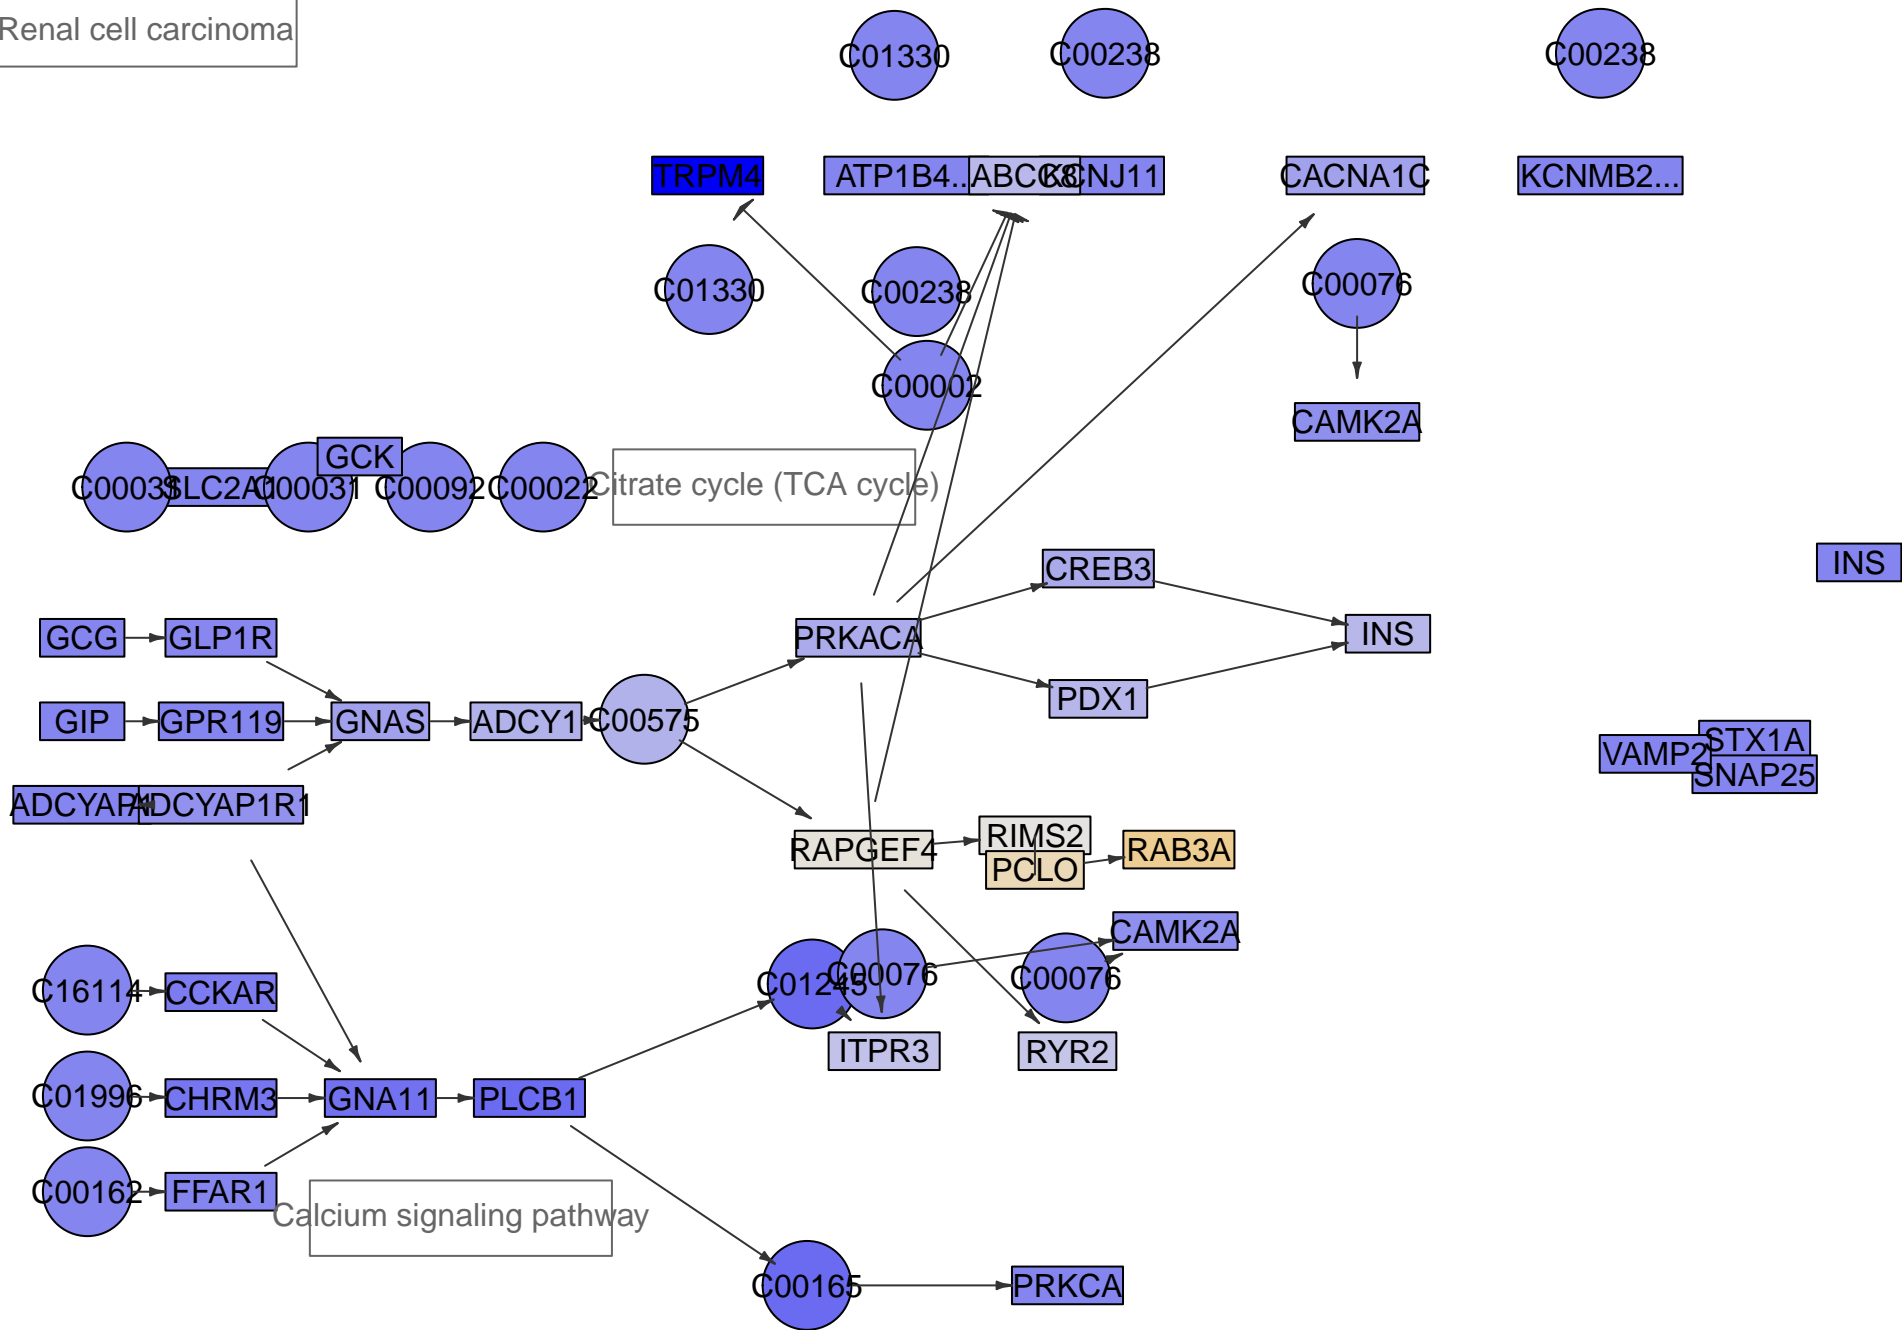 Renal cell carcinoma
C01330
C00238
C00238
TRPM4
ATP1B4...
ABCC8
KCNJ11
CACNA1C
KCNMB2...
C01330
C00238
C00076
C00002
CAMK2A
C00031
SLC2A1
C00031
GCK
C00092
C00022
Citrate cycle (TCA cycle)
CREB3
INS
GCG
GLP1R
PRKACA
INS
GIP
GPR119
GNAS
ADCY1
C00575
PDX1
STX1A
VAMP2
SNAP25
ADCYAP1
ADCYAP1R1
RAPGEF4
RIMS2
PCLO
RAB3A
CAMK2A
C16114
CCKAR
C01245
C00076
C00076
ITPR3
RYR2
C01996
CHRM3
GNA11
PLCB1
C00162
FFAR1
Calcium signaling pathway
C00165
PRKCA